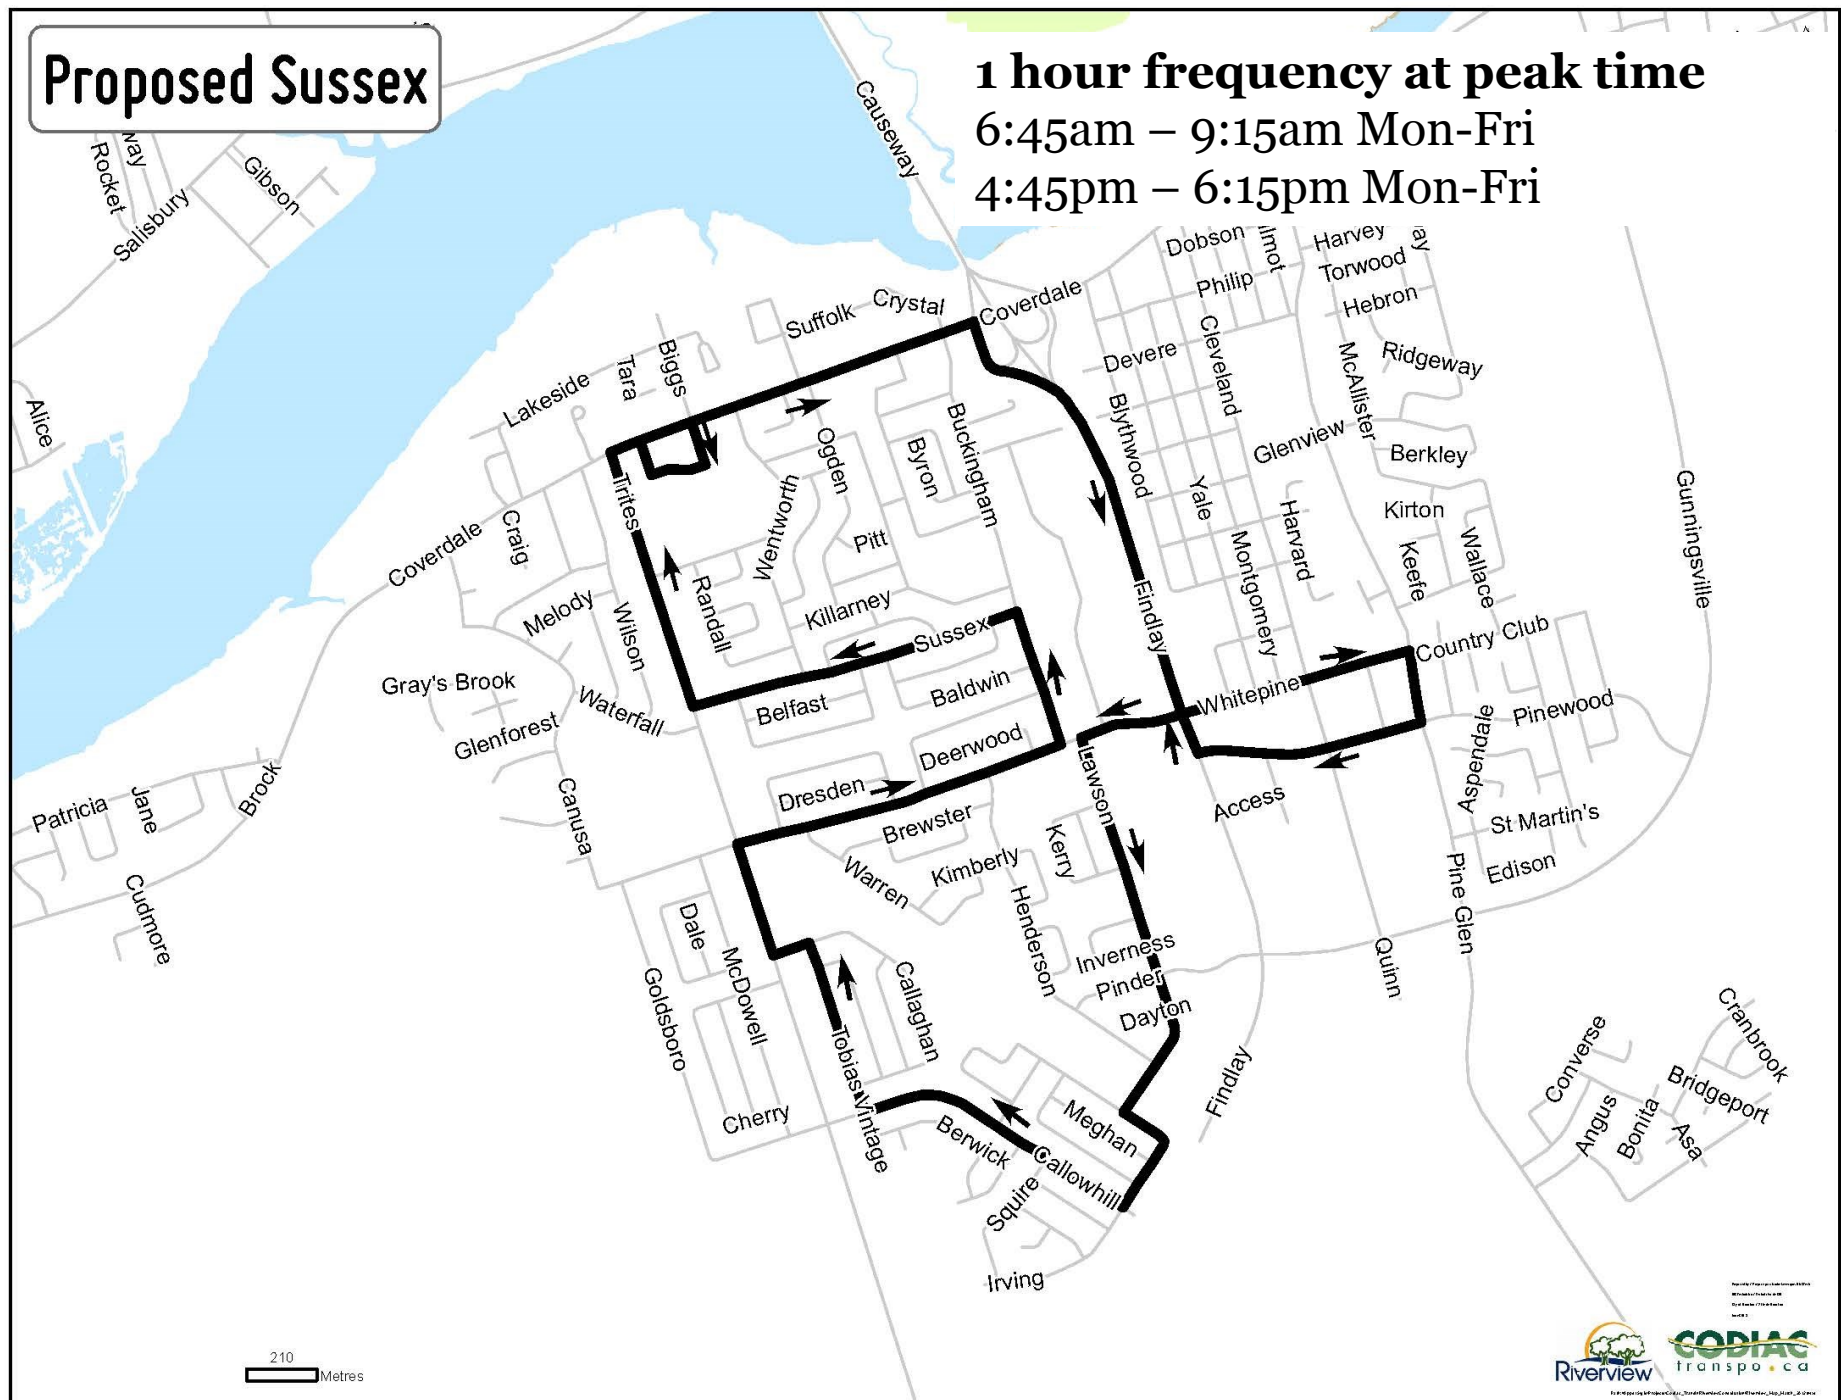 Proposed Sussex
1 hour frequency at peak time
6:45am – 9:15am Mon-Fri
4:45pm – 6:15pm Mon-Fri
Causeway
way
Rocket
Gibson
Salisbury
Dobson
lmot
Harvey
ay
Torwood
Philip
Hebron
Coverdale
Crystal
Suffolk
Biggs
Tara
Lakeside
Devere
Cleveland
McAllister
Ridgeway
Alice
Blythwood
Buckingham
Byron
Ogden
Glenview
Berkley
Gunningsville
Trites
Wentworth
Yale
Harvard
Kirton
Craig
Coverdale
Pitt
Montgomery
Keefe
Wallace
Randall
Killarney
Findlay
Melody
Wilson
Sussex
Country Club
Gray's Brook
Waterfall
Belfast
Baldwin
Whitepine
Pinewood
Glenforest
Deerwood
Lawson
Aspendale
Brock
Canusa
Dresden
Access
Patricia
Jane
Brewster
Kerry
St Martin's
Warren
Kimberly
Edison
Pine Glen
Cudmore
Dale
Henderson
McDowell
Inverness
Quinn
Goldsboro
Callaghan
Pinder
Dayton
Cranbrook
Converse
Tobias
Findlay
Bridgeport
Vintage
Cherry
Meghan
Berwick
Angus
Bonita
Asa
Callowhill
Squire
Irving
210
Metres
Riverview
CODIAC
transpo.ca